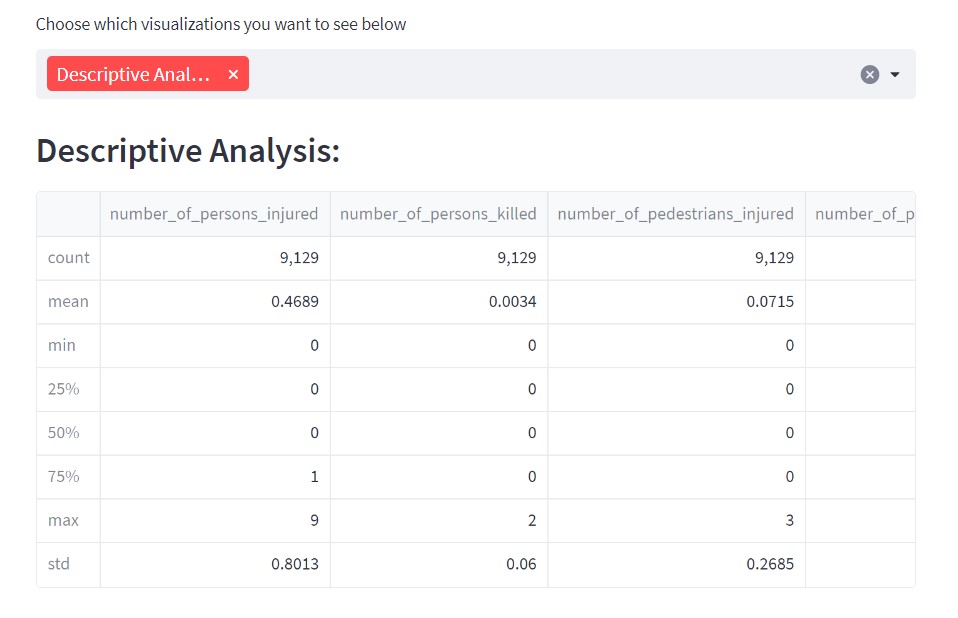 Choose which visualizations you want to see below
Descriptive Anal... ×
Descriptive Analysis:
number_of_persons_injured number_of_persons_killed number_of_pedestrians_injured number_of_p
count 9,129 9,129 9,129
mean 0.4689 0.0034 0.0715
min 0 0 0
25% 0 0 0
50% 0 0 0
75% 1 0 0
max 9 2 3
std 0.8013 0.06 0.2685